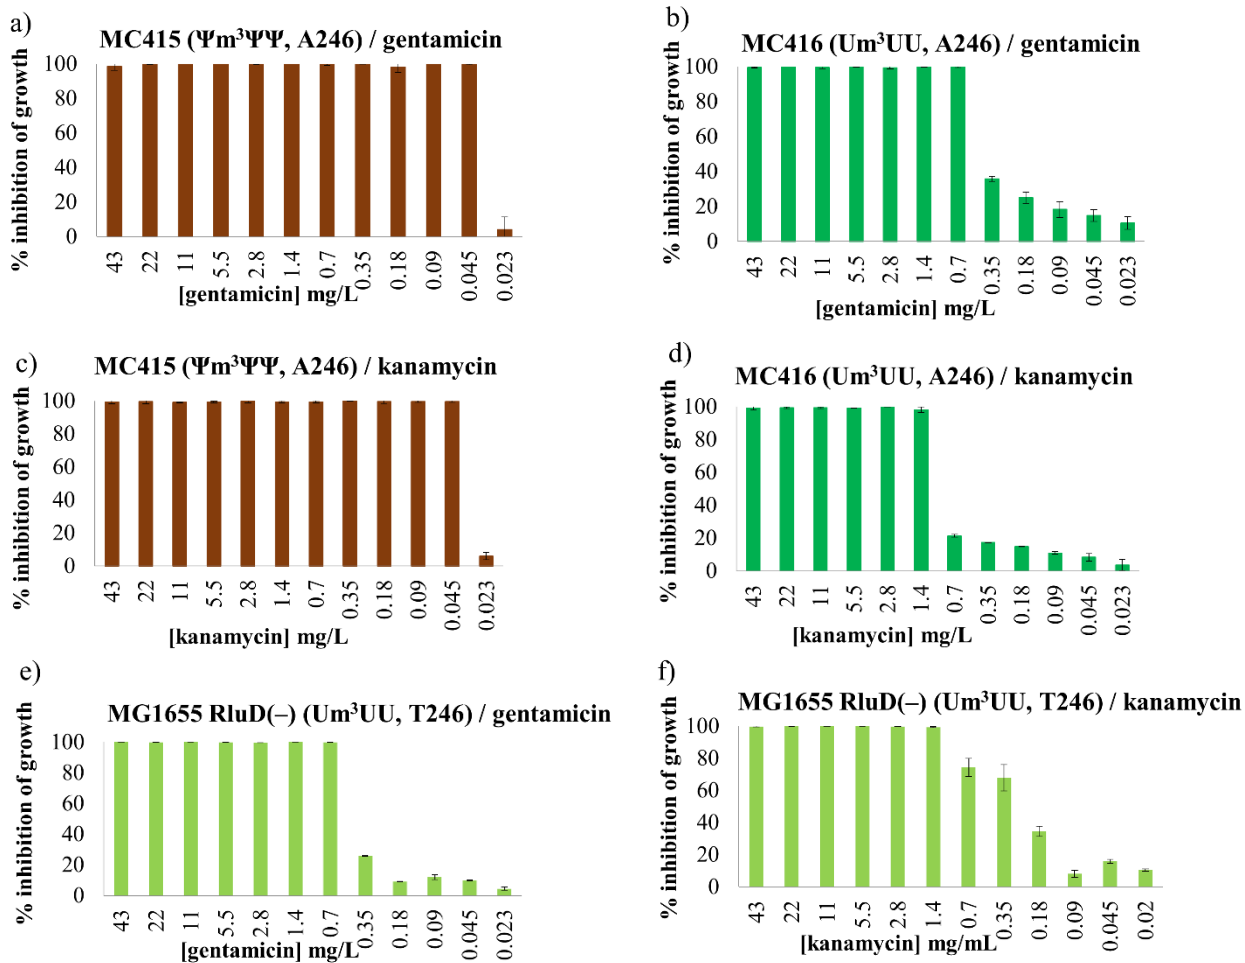 a)
MC415 (Ψm³ΨΨ, A246) / gentamicin
% inhibition of growth
100
80
60
40
20
0
43 22 11 5.5 2.8 1.4 0.7 0.35 0.18 0.09 0.045 0.023
[gentamicin] mg/L
b)
MC416 (Um³UU, A246) / gentamicin
% inhibition of growth
100
80
60
40
20
0
43 22 11 5.5 2.8 1.4 0.7 0.35 0.18 0.09 0.045 0.023
[gentamicin] mg/L
c)
MC415 (Ψm³ΨΨ, A246) / kanamycin
% inhibition of growth
100
80
60
40
20
0
43 22 11 5.5 2.8 1.4 0.7 0.35 0.18 0.09 0.045 0.023
[kanamycin] mg/L
d)
MC416 (Um³UU, A246) / kanamycin
% inhibition of growth
100
80
60
40
20
0
43 22 11 5.5 2.8 1.4 0.7 0.35 0.18 0.09 0.045 0.023
[kanamycin] mg/L
e)
MG1655 RluD(–) (Um³UU, T246) / gentamicin
% inhibition of growth
100
80
60
40
20
0
43 22 11 5.5 2.8 1.4 0.7 0.35 0.18 0.09 0.045 0.023
[gentamicin] mg/L
f)
MG1655 RluD(–) (Um³UU, T246) / kanamycin
% inhibition of growth
100
80
60
40
20
0
43 22 11 5.5 2.8 1.4 0.7 0.35 0.18 0.09 0.045 0.02
[kanamycin] mg/mL